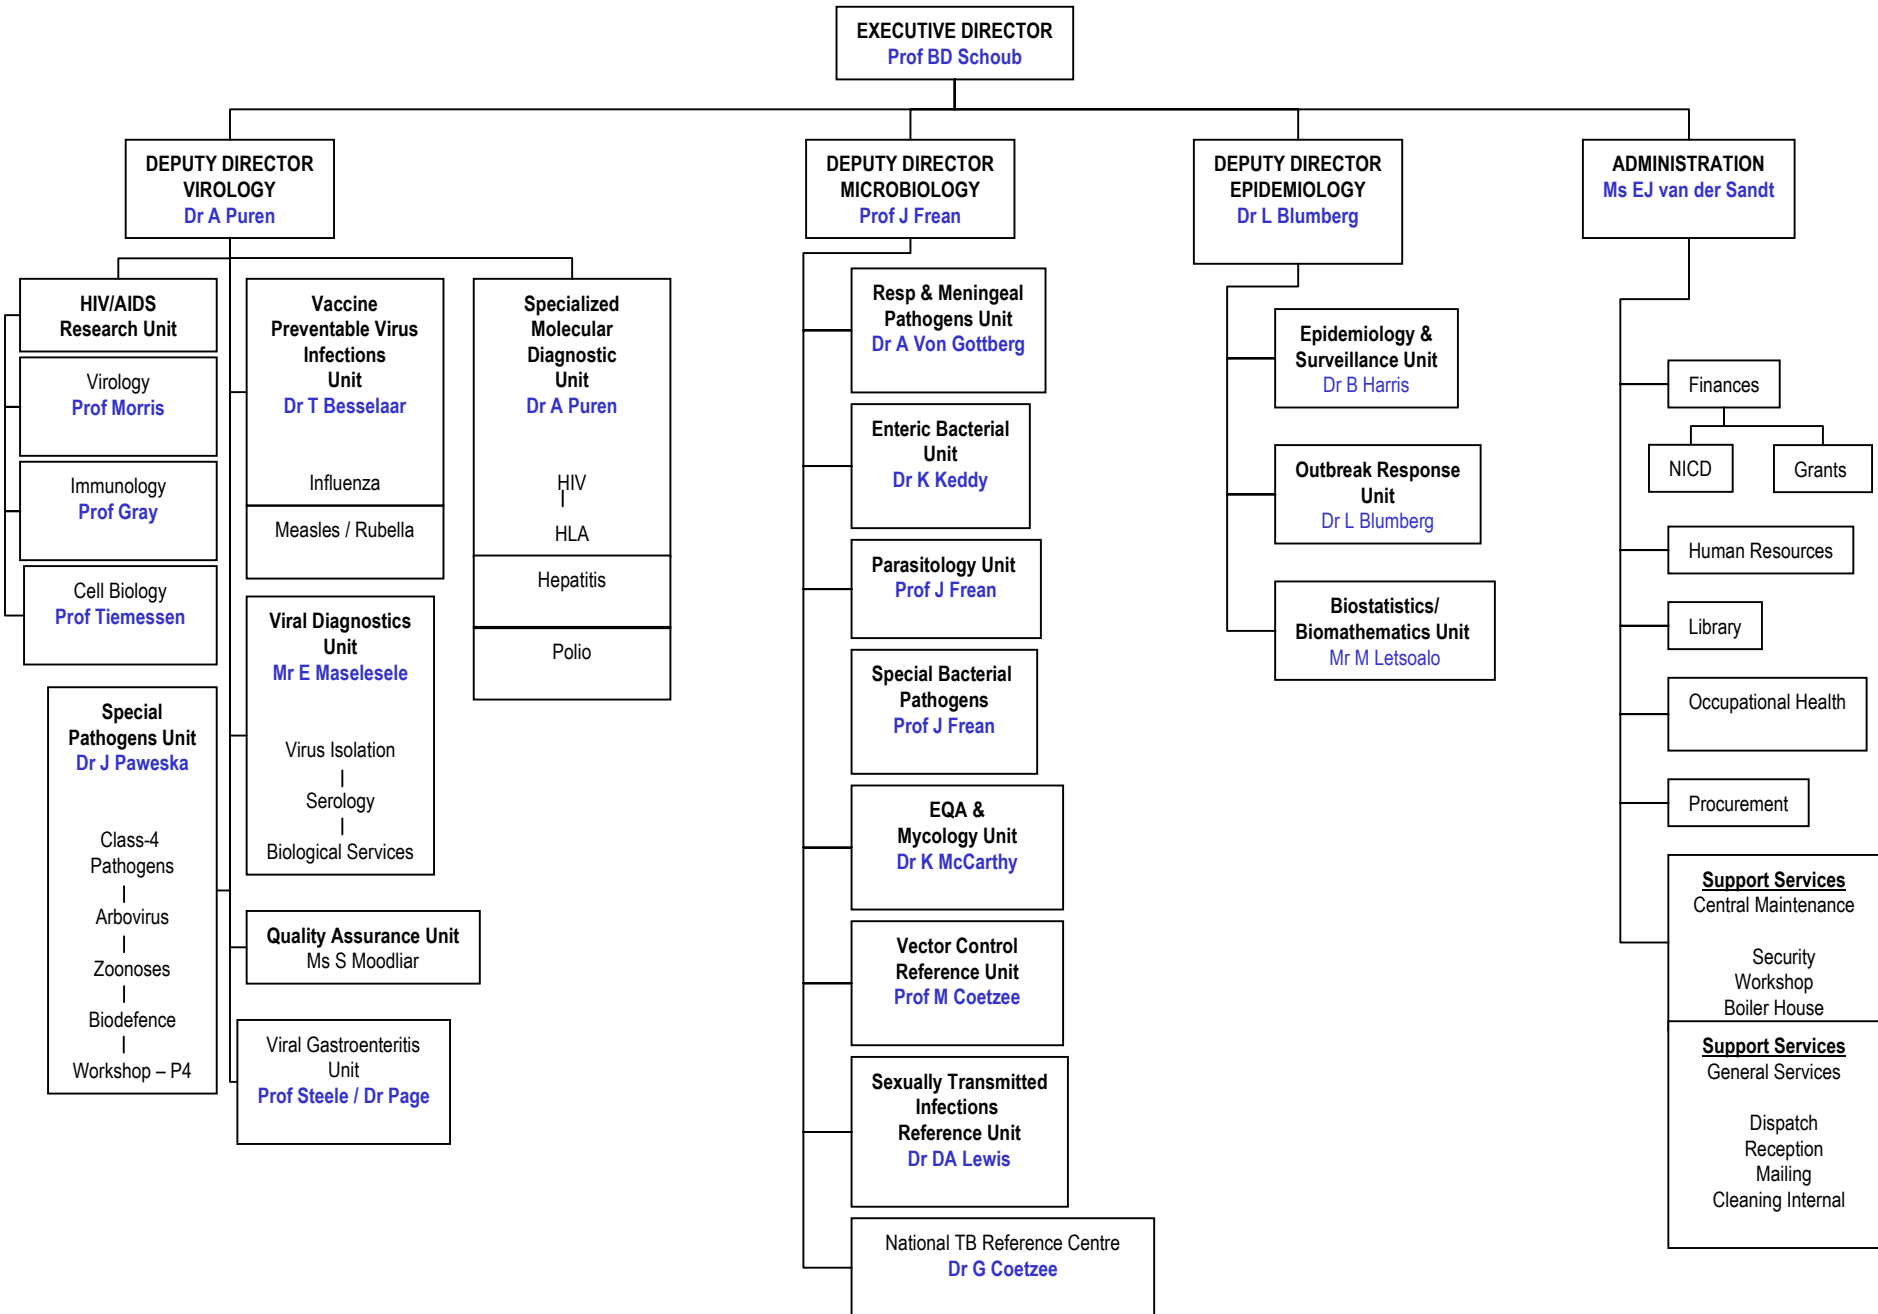 EXECUTIVE DIRECTOR
Prof BD Schoub
DEPUTY DIRECTOR
VIROLOGY
Dr A Puren
DEPUTY DIRECTOR
MICROBIOLOGY
Prof J Frean
DEPUTY DIRECTOR
EPIDEMIOLOGY
Dr L Blumberg
ADMINISTRATION
Ms EJ van der Sandt
HIV/AIDS
Research Unit
Virology
Prof Morris
Immunology
Prof Gray
Cell Biology
Prof Tiemessen
Special
Pathogens Unit
Dr J Paweska
Class-4
Pathogens
Arbovirus
Zoonoses
Biodefence
Workshop – P4
Vaccine
Preventable Virus
Infections
Unit
Dr T Besselaar
Influenza
Measles / Rubella
Viral Diagnostics
Unit
Mr E Maselesele
Virus Isolation
Serology
Biological Services
Quality Assurance Unit
Ms S Moodliar
Viral Gastroenteritis
Unit
Prof Steele / Dr Page
Specialized
Molecular
Diagnostic
Unit
Dr A Puren
HIV
HLA
Hepatitis
Polio
Resp & Meningeal
Pathogens Unit
Dr A Von Gottberg
Enteric Bacterial
Unit
Dr K Keddy
Parasitology Unit
Prof J Frean
Special Bacterial
Pathogens
Prof J Frean
EQA &
Mycology Unit
Dr K McCarthy
Vector Control
Reference Unit
Prof M Coetzee
Sexually Transmitted
Infections
Reference Unit
Dr DA Lewis
National TB Reference Centre
Dr G Coetzee
Epidemiology &
Surveillance Unit
Dr B Harris
Outbreak Response
Unit
Dr L Blumberg
Biostatistics/
Biomathematics Unit
Mr M Letsoalo
Finances
NICD
Grants
Human Resources
Library
Occupational Health
Procurement
Support Services
Central Maintenance
Security
Workshop
Boiler House
Support Services
General Services
Dispatch
Reception
Mailing
Cleaning Internal